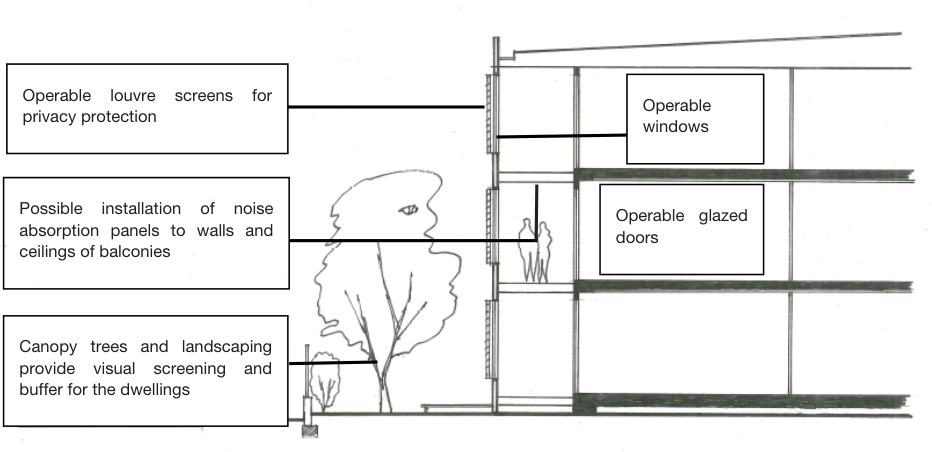 Operable louvre screens for
privacy protection
Operable
windows
Possible installation of noise
absorption panels to walls and
ceilings of balconies
Operable glazed
doors
Canopy trees and landscaping
provide visual screening and
buffer for the dwellings